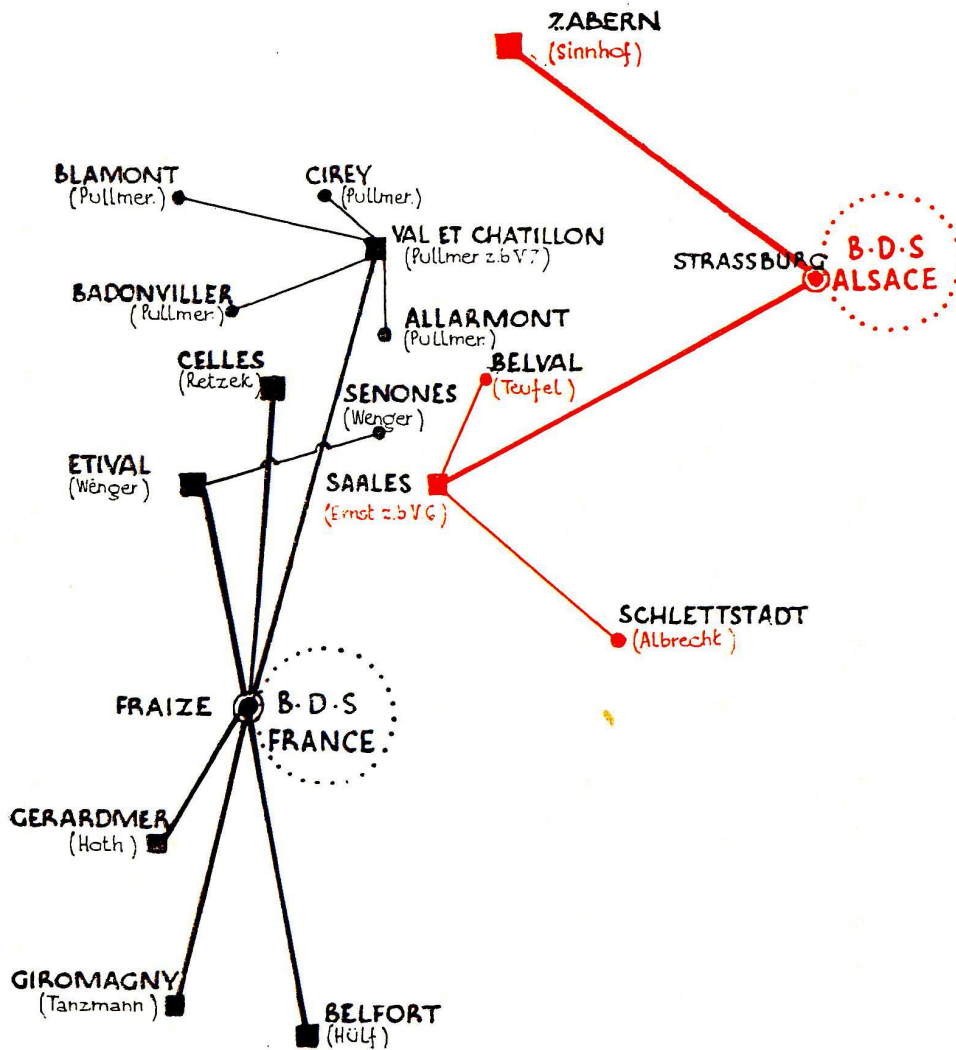 ZABERN
(Sinnhof)
BLAMONT
(Pullmer.)
CIREY
(Pullmer.)
VAL ET CHATILLON
(Pullmer z.b V.7)
STRASSBURG
B.D.S
ALSACE
BADONVILLER
(Pullmer.)
ALLARMONT
(Pullmer.)
CELLES
(Retzek)
BELVAL
(Teufel)
SENONES
(Wenger)
ETIVAL
(Wenger)
SAALES
(Ernst z.b V 6)
SCHLETTSTADT
(Albrecht)
FRAIZE
B.D.S
FRANCE.
GERARDMER
(Hoth)
GIROMAGNY
(Tanzmann)
BELFORT
(Hülf)